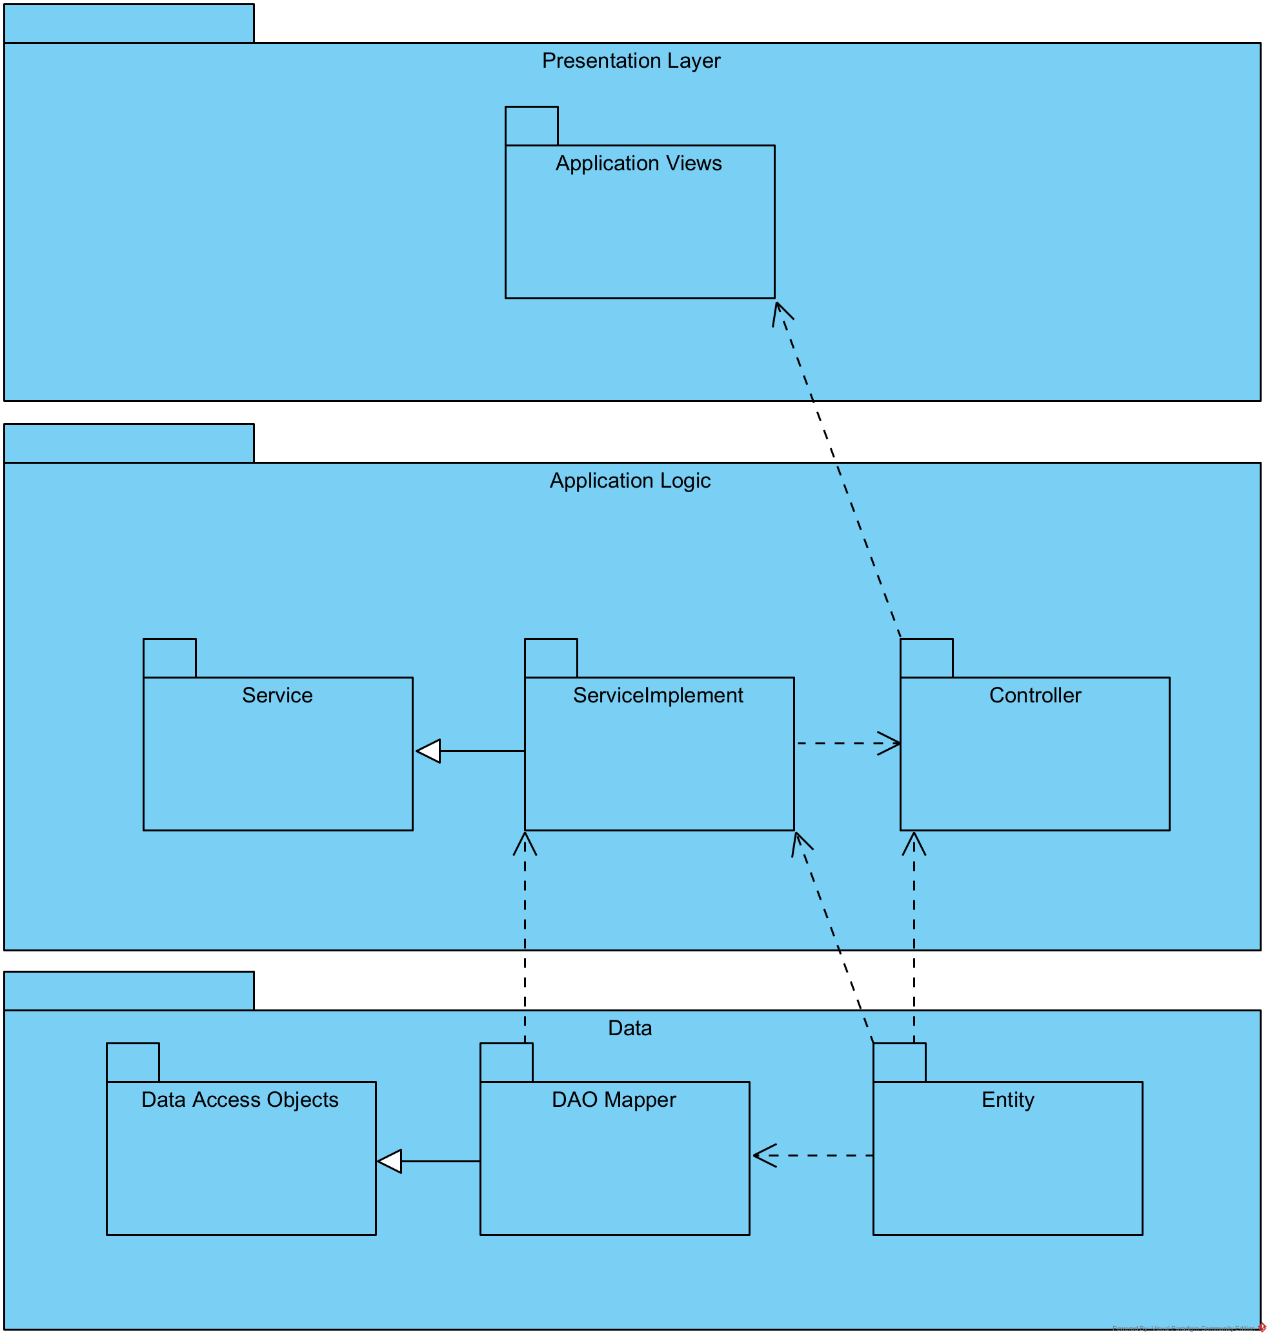 Presentation Layer
Application Views
Application Logic
Service
ServiceImplement
Controller
Data
Data Access Objects
DAO Mapper
Entity